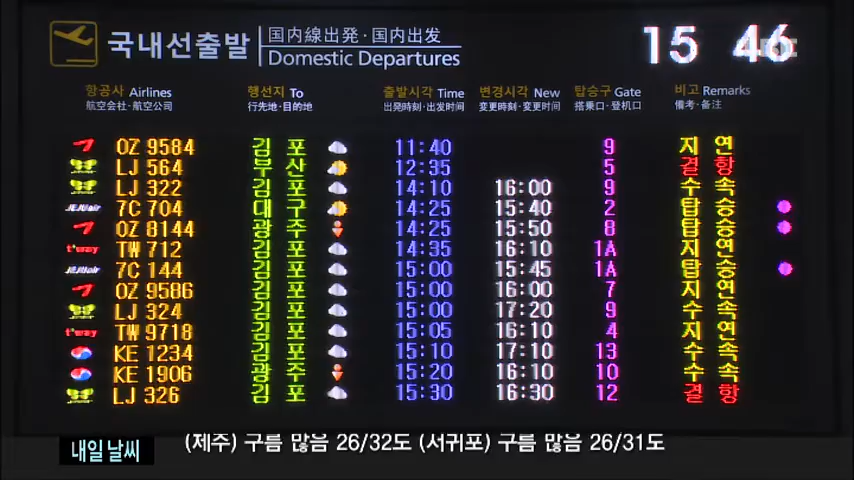 국내선출발 国内線出発·国内出发 15 46
Domestic Departures
항공사 Airlines 행선지 To 출발시각 Time 변경시각 New 탑승구 Gate 비고 Remarks
航空会社·航空公司 行先地·目的地 出発時刻·出发时间 変更時刻·变更时间 搭乗口·登机口 備考·备注
OZ 9584 김포 11:40 9 지연
LJ 564 부산 12:35 5 결항
LJ 322 김포 14:10 16:00 9 수속
JEJUair 7C 704 대구 14:25 15:40 2 탑승
OZ 8144 광주 14:25 15:50 8 탑승
t'way TW 712 김포 14:35 16:10 1A 지연
JEJUair 7C 144 김포 15:00 15:45 1A 탑승
OZ 9586 김포 15:00 16:00 7 지연
LJ 324 김포 15:00 17:20 9 수속
t'way TW 9718 김포 15:05 16:10 4 지연
KE 1234 김포 15:10 17:10 13 수속
KE 1906 광주 15:20 16:10 10 수속
LJ 326 김포 15:30 16:30 12 결항
내일 날씨 (제주) 구름 많음 26/32도 (서귀포) 구름 많음 26/31도